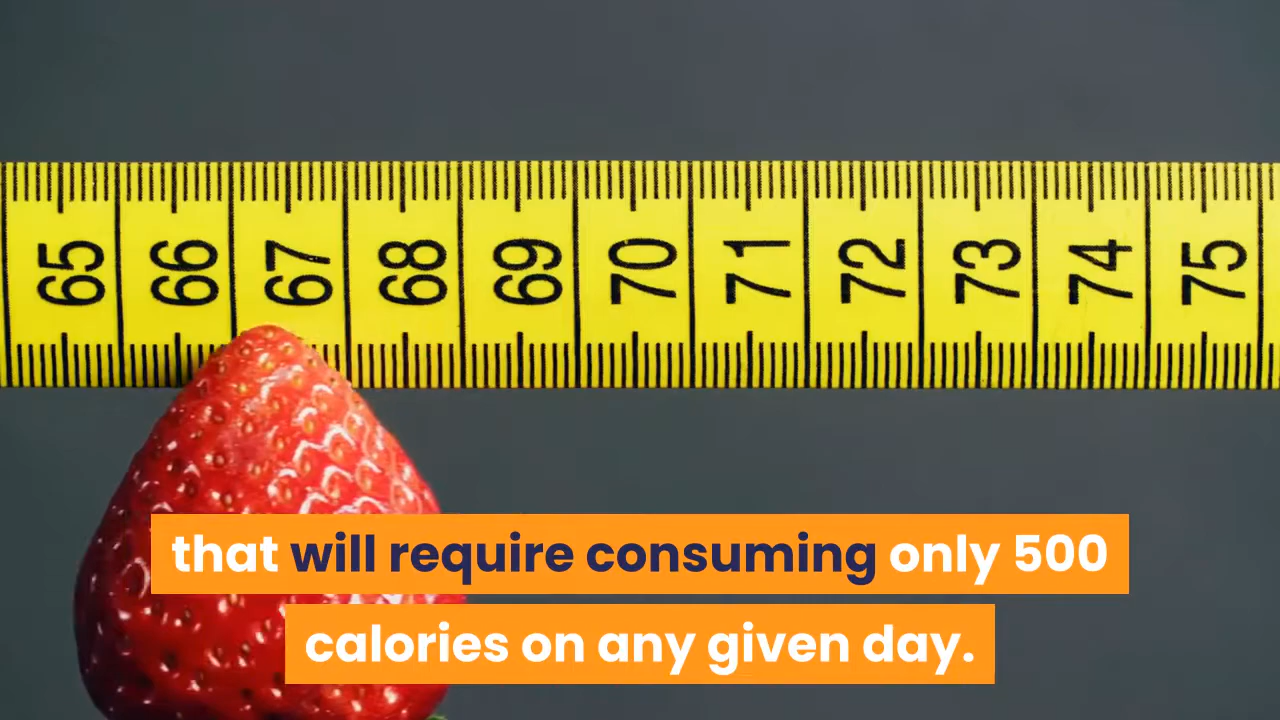 65 66 67 68 69 70 71 72 73 74 75
that will require consuming only 500
calories on any given day.